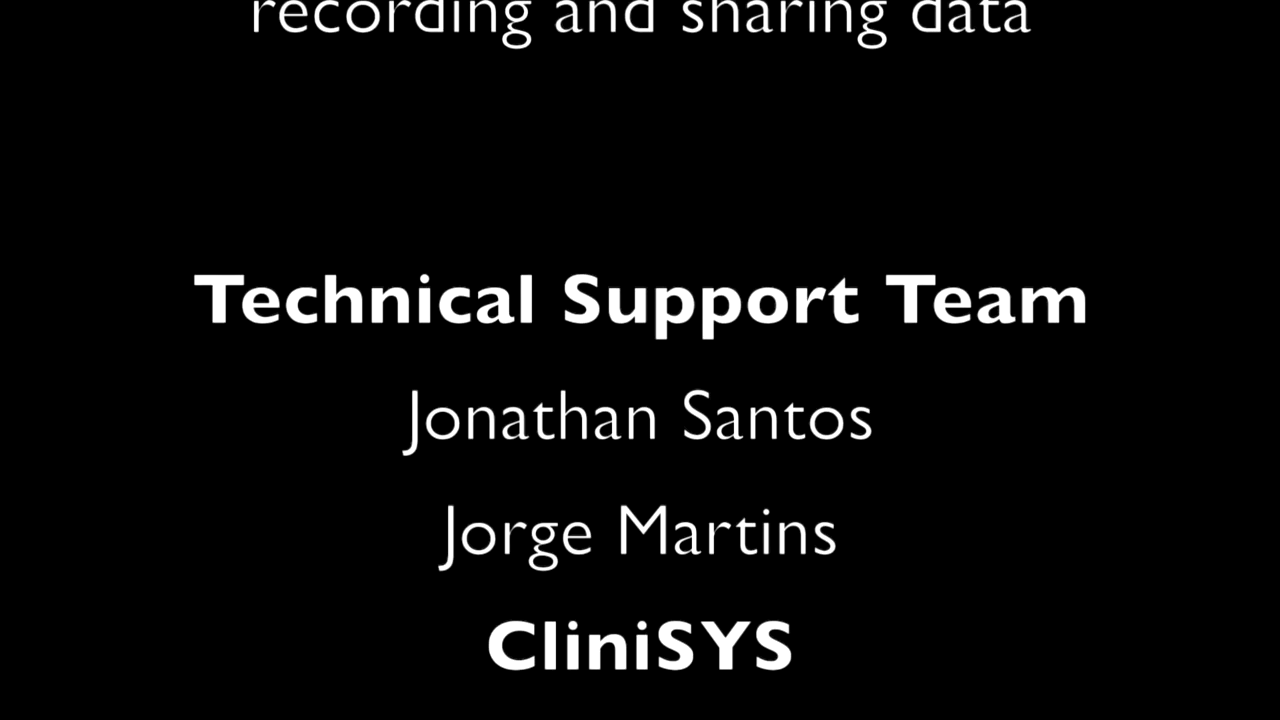 recording and sharing data
Technical Support Team
Jonathan Santos
Jorge Martins
CliniSYS